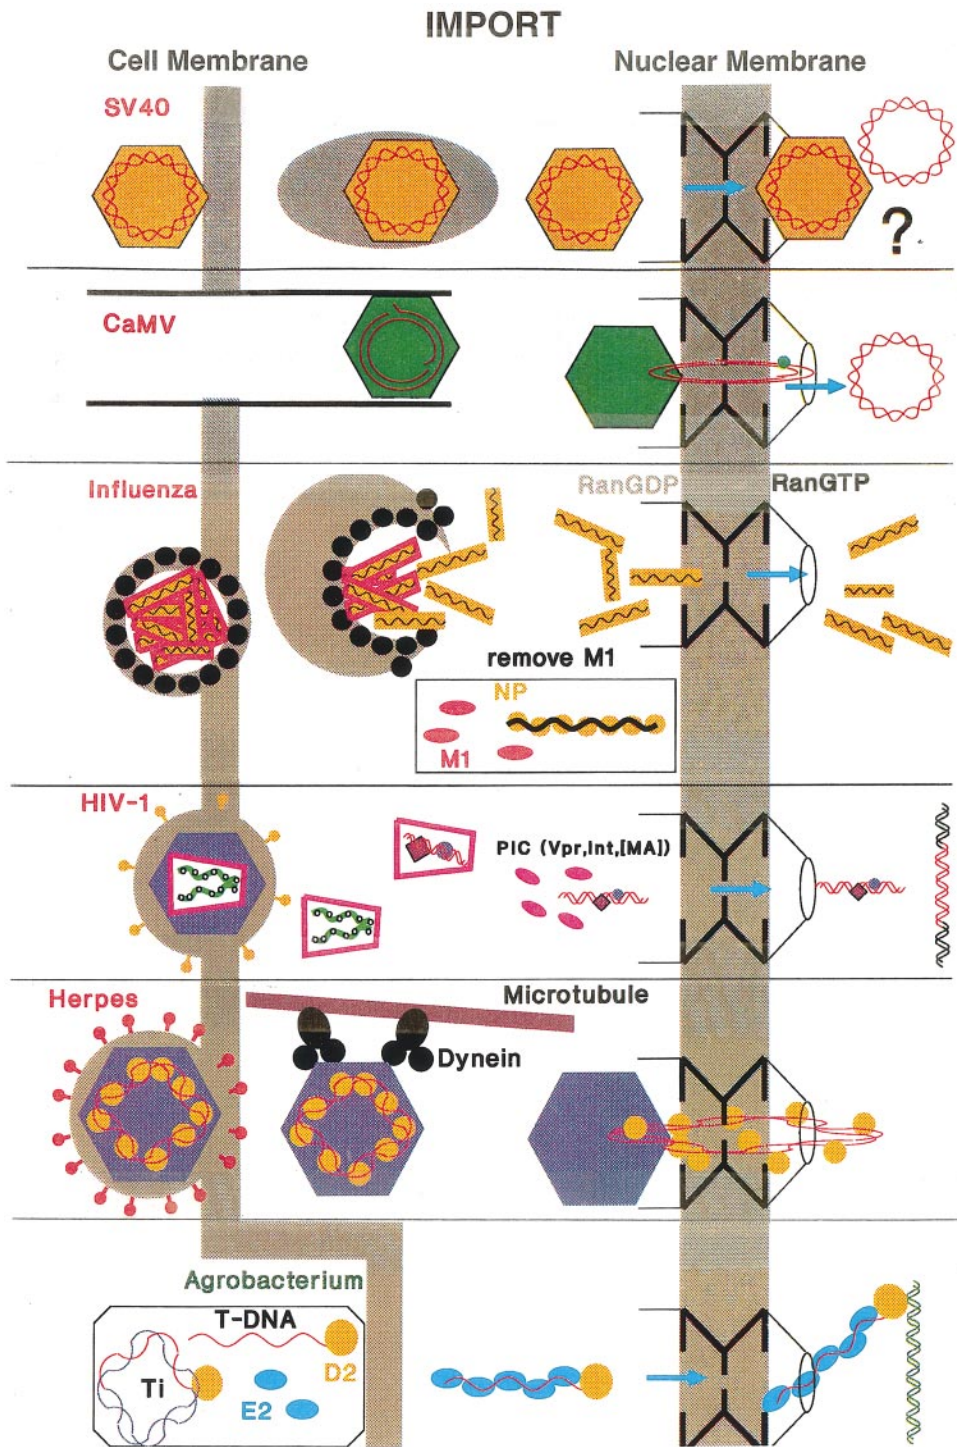 IMPORT
Cell Membrane
Nuclear Membrane
SV40
?
CaMV
Influenza
RanGDP
RanGTP
remove M1
NP
M1
HIV-1
PIC (Vpr,Int,[MA])
Herpes
Microtubule
Dynein
Agrobacterium
T-DNA
D2
Ti
E2